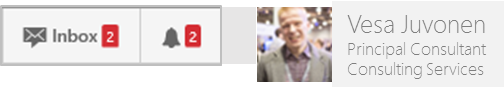 Inbox 2
2
Vesa Juvonen
Principal Consultant
Consulting Services